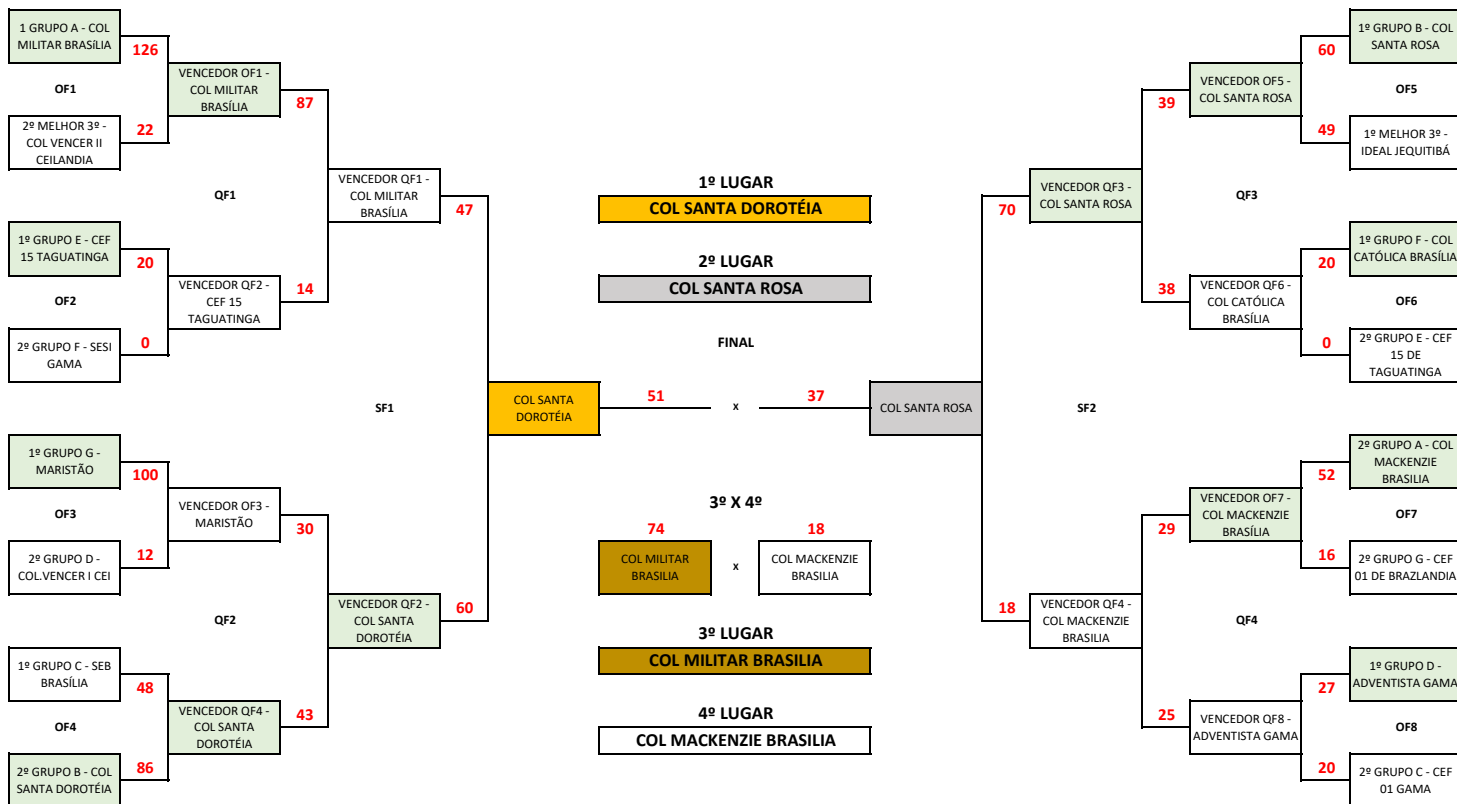 1 GRUPO A - COL
MILITAR BRASíLIA
126
OF1
22
2º MELHOR 3º -
COL VENCER II
CEILANDIA
VENCEDOR OF1 -
COL MILITAR
BRASÍLIA
87
QF1
1º GRUPO E - CEF
15 TAGUATINGA
20
OF2
0
2º GRUPO F - SESI
GAMA
VENCEDOR QF2 -
CEF 15
TAGUATINGA
14
VENCEDOR QF1 -
COL MILITAR
BRASÍLIA
47
SF1
1º GRUPO G -
MARISTÃO
100
OF3
12
2º GRUPO D -
COL.VENCER I CEI
VENCEDOR OF3 -
MARISTÃO
30
QF2
1º GRUPO C - SEB
BRASÍLIA
48
OF4
86
2º GRUPO B - COL
SANTA DOROTÉIA
VENCEDOR QF4 -
COL SANTA
DOROTÉIA
43
VENCEDOR QF2 -
COL SANTA
DOROTÉIA
60
1º LUGAR
COL SANTA DOROTÉIA
2º LUGAR
COL SANTA ROSA
FINAL
COL SANTA
DOROTÉIA
51
x
37
COL SANTA ROSA
3º X 4º
74
18
COL MILITAR
BRASILIA
x
COL MACKENZIE
BRASILIA
3º LUGAR
COL MILITAR BRASILIA
4º LUGAR
COL MACKENZIE BRASILIA
70
VENCEDOR QF3 -
COL SANTA ROSA
39
VENCEDOR OF5 -
COL SANTA ROSA
60
1º GRUPO B - COL
SANTA ROSA
OF5
49
1º MELHOR 3º -
IDEAL JEQUITIBÁ
QF3
38
VENCEDOR QF6 -
COL CATÓLICA
BRASÍLIA
20
1º GRUPO F - COL
CATÓLICA BRASÍLIA
OF6
0
2º GRUPO E - CEF
15 DE
TAGUATINGA
SF2
18
VENCEDOR QF4 -
COL MACKENZIE
BRASILIA
29
VENCEDOR OF7 -
COL MACKENZIE
BRASÍLIA
52
2º GRUPO A - COL
MACKENZIE
BRASILIA
OF7
16
2º GRUPO G - CEF
01 DE BRAZLANDIA
QF4
25
VENCEDOR QF8 -
ADVENTISTA GAMA
27
1º GRUPO D -
ADVENTISTA GAMA
OF8
20
2º GRUPO C - CEF
01 GAMA